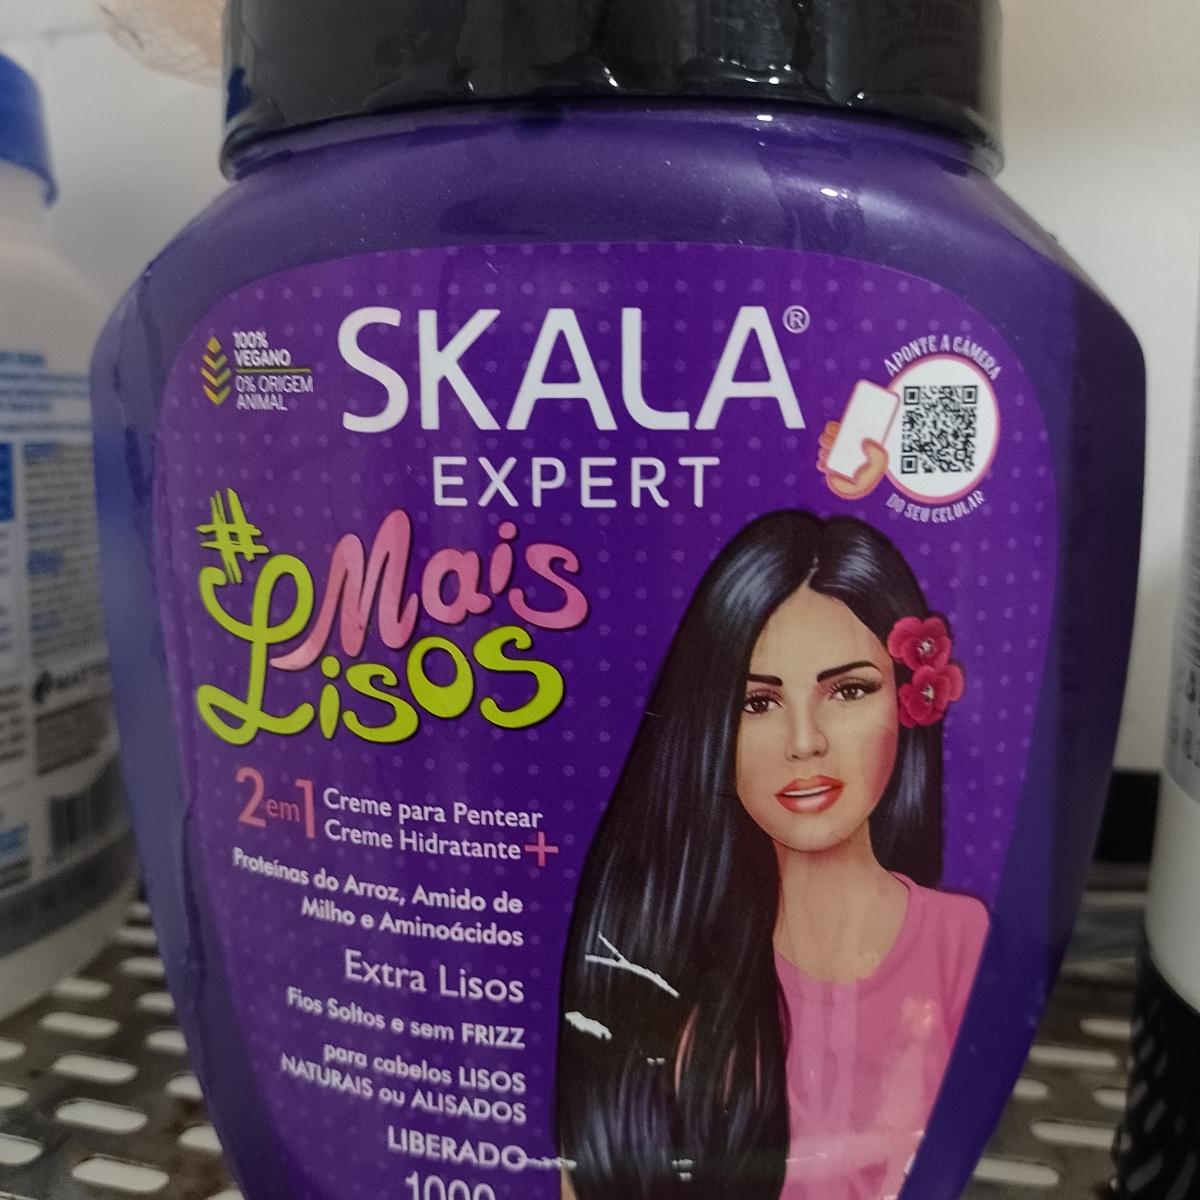 SKALA®
EXPERT
100%
VEGANO
0% ORIGEM
ANIMAL
APONTE A CÂMERA
DO SEU CELULAR
#Mais
Lisos
2em1 Creme para Pentear
Creme Hidratante+
Proteínas do Arroz, Amido de
Milho e Aminoácidos
Extra Lisos
Fios Soltos e sem FRIZZ
para cabelos LISOS
NATURAIS ou ALISADOS
LIBERADO
1000